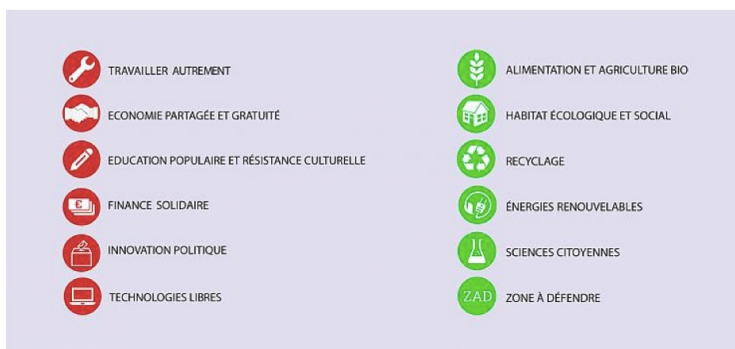 TRAVAILLER AUTREMENT
ECONOMIE PARTAGÉE ET GRATUITÉ
EDUCATION POPULAIRE ET RÉSISTANCE CULTURELLE
€
FINANCE SOLIDAIRE
INNOVATION POLITIQUE
TECHNOLOGIES LIBRES
ALIMENTATION ET AGRICULTURE BIO
HABITAT ÉCOLOGIQUE ET SOCIAL
RECYCLAGE
ÉNERGIES RENOUVELABLES
SCIENCES CITOYENNES
ZAD ZONE À DÉFENDRE